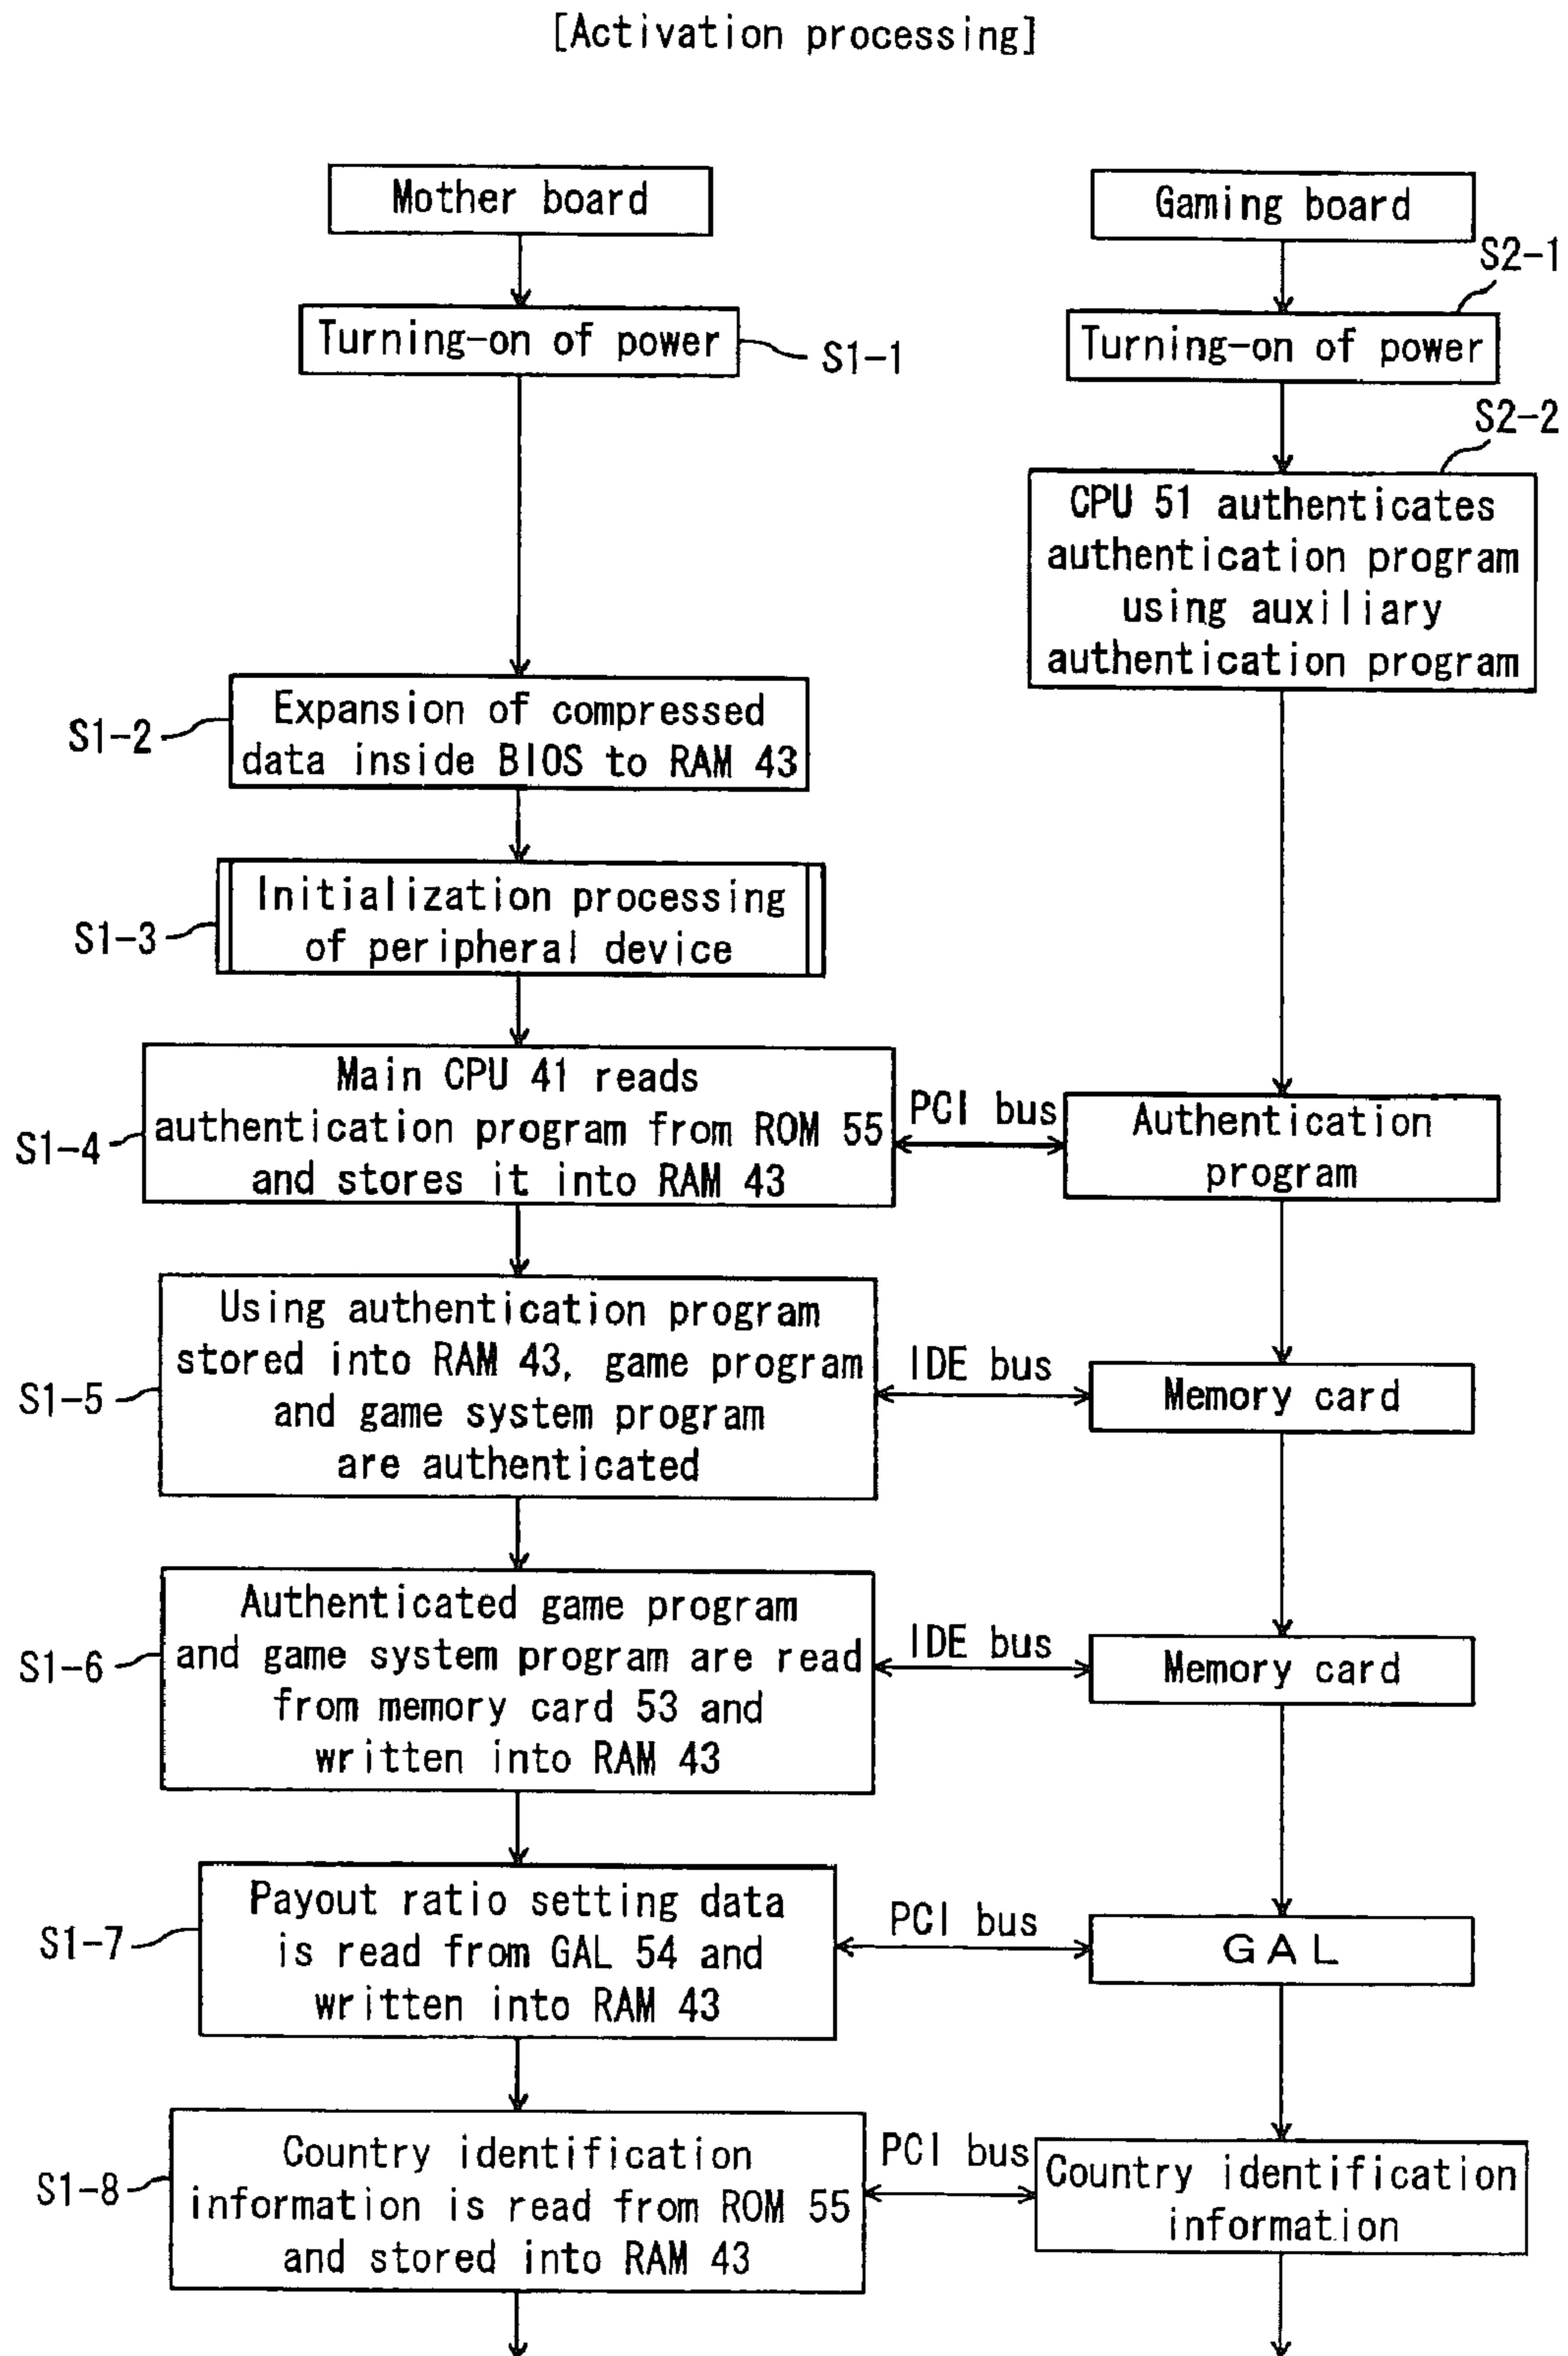 [Activation processing]
Mother board
Gaming board
S2-1
Turning-on of power
S1-1
Turning-on of power
S2-2
CPU 51 authenticates
authentication program
using auxiliary
authentication program
S1-2
Expansion of compressed
data inside BIOS to RAM 43
S1-3
Initialization processing
of peripheral device
S1-4
Main CPU 41 reads
authentication program from ROM 55
and stores it into RAM 43
PCI bus
Authentication
program
S1-5
Using authentication program
stored into RAM 43, game program
and game system program
are authenticated
IDE bus
Memory card
S1-6
Authenticated game program
and game system program are read
from memory card 53 and
written into RAM 43
IDE bus
Memory card
S1-7
Payout ratio setting data
is read from GAL 54 and
written into RAM 43
PCI bus
GAL
S1-8
Country identification
information is read from ROM 55
and stored into RAM 43
PCI bus
Country identification
information